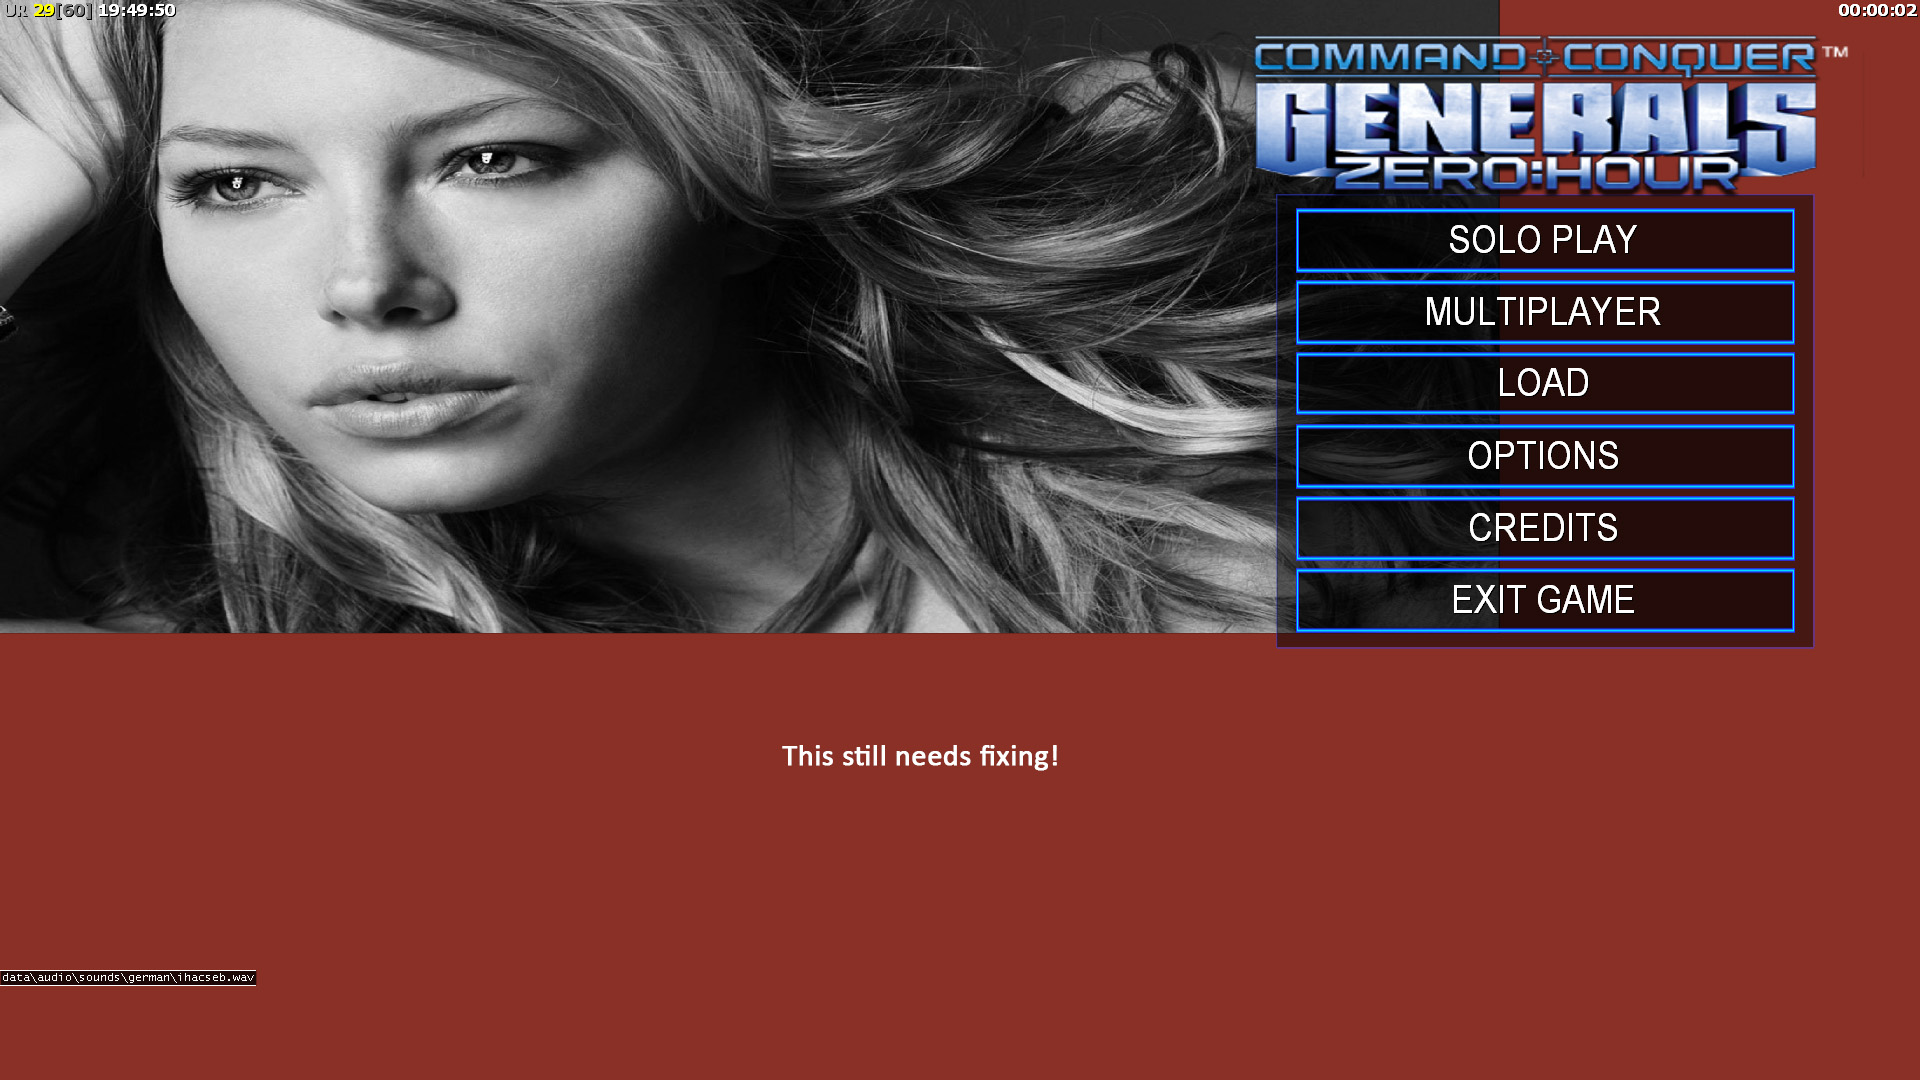 UR 29[60] 19:49:50
00:00:02
COMMAND CONQUER™
GENERALS
ZERO:HOUR
SOLO PLAY
MULTIPLAYER
LOAD
OPTIONS
CREDITS
EXIT GAME
This still needs fixing!
data\audio\sounds\german\ihacseb.wav